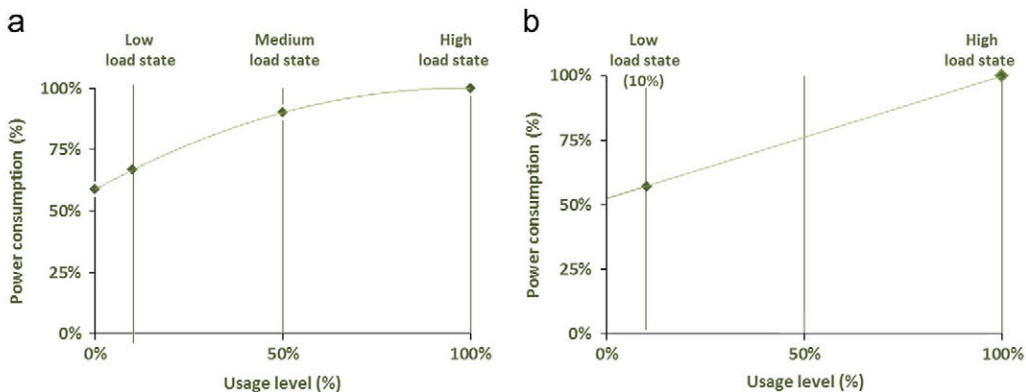 a
Low
load state
Medium
load state
High
load state
100%
75%
50%
25%
0%
Power consumption (%)
0%
50%
100%
Usage level (%)
b
Low
load state
(10%)
High
load state
100%
75%
50%
25%
0%
Power consumption (%)
0%
50%
100%
Usage level (%)